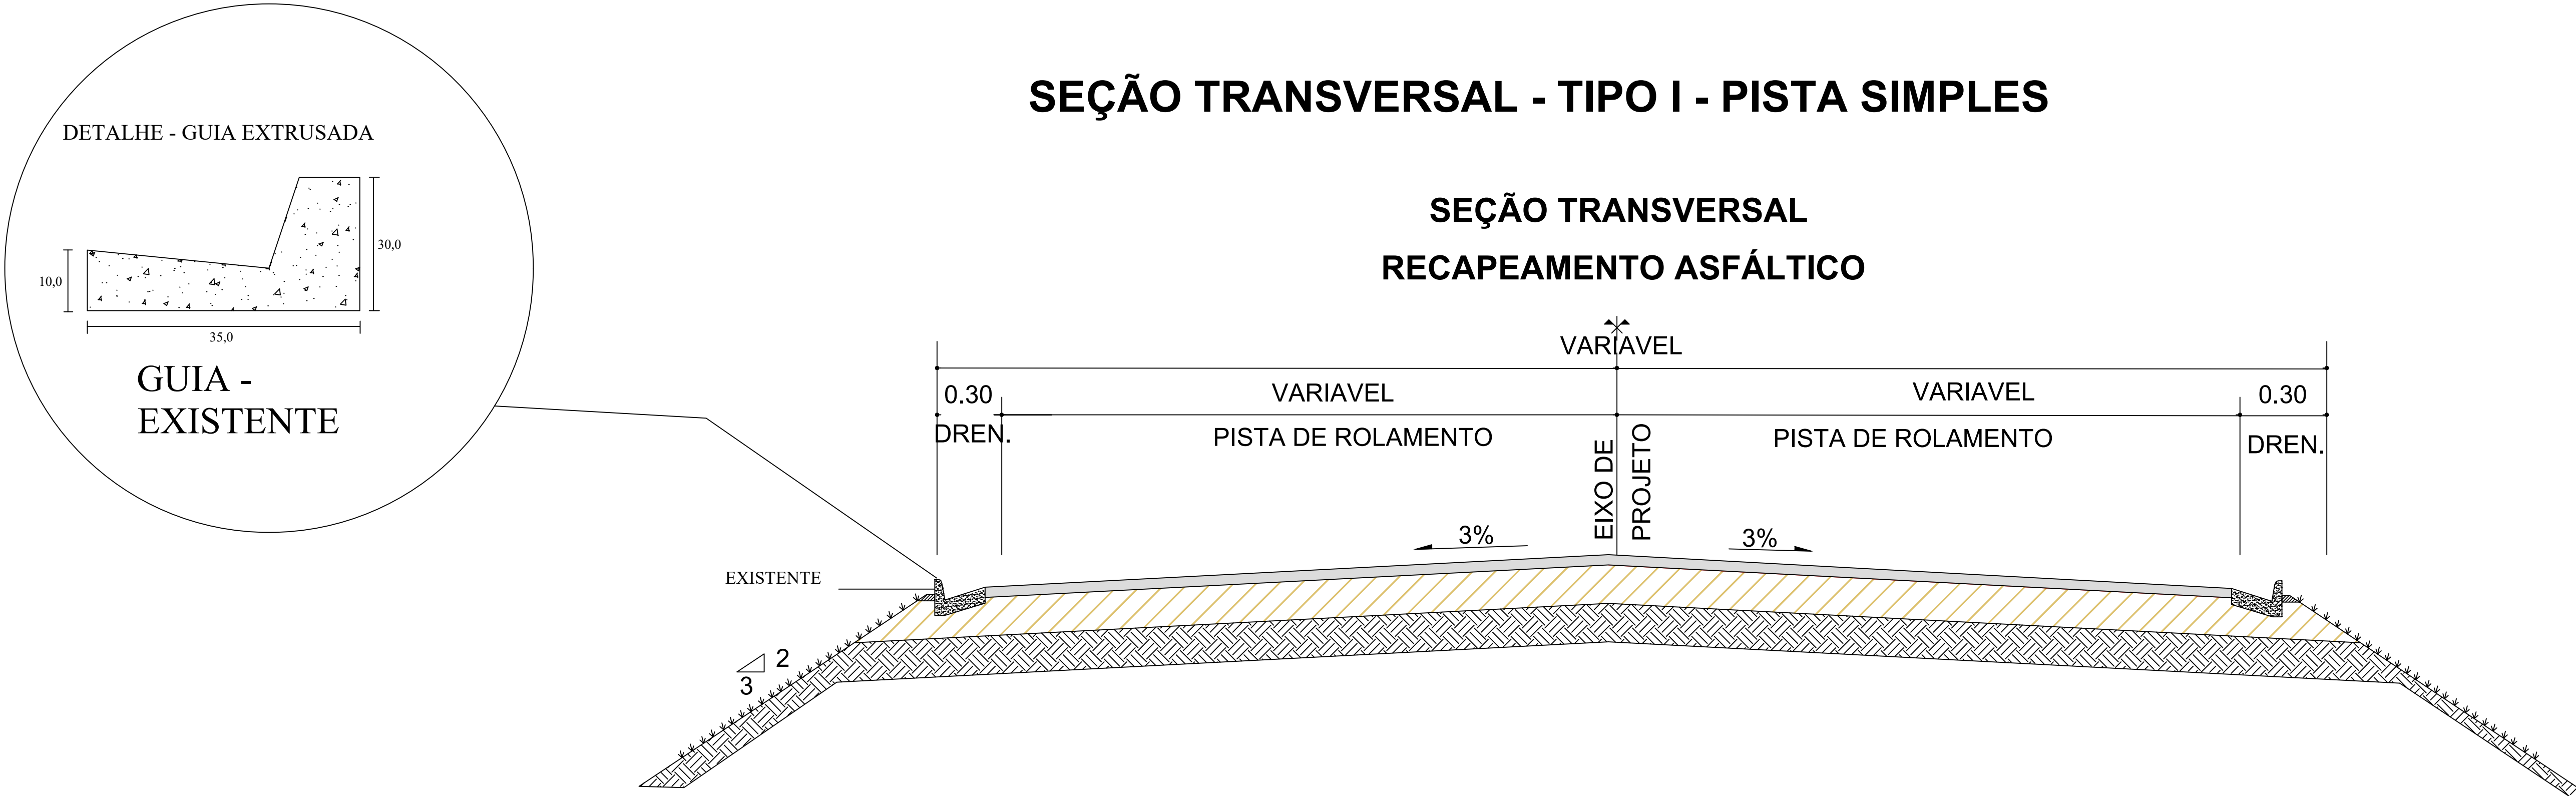 SEÇÃO TRANSVERSAL - TIPO I - PISTA SIMPLES
DETALHE - GUIA EXTRUSADA
30,0
10,0
35,0
GUIA -
EXISTENTE
SEÇÃO TRANSVERSAL
RECAPEAMENTO ASFÁLTICO
VARIAVEL
0.30
VARIAVEL
VARIAVEL
0.30
DREN.
PISTA DE ROLAMENTO
PISTA DE ROLAMENTO
DREN.
EIXO DE
PROJETO
3%
3%
EXISTENTE
2
3